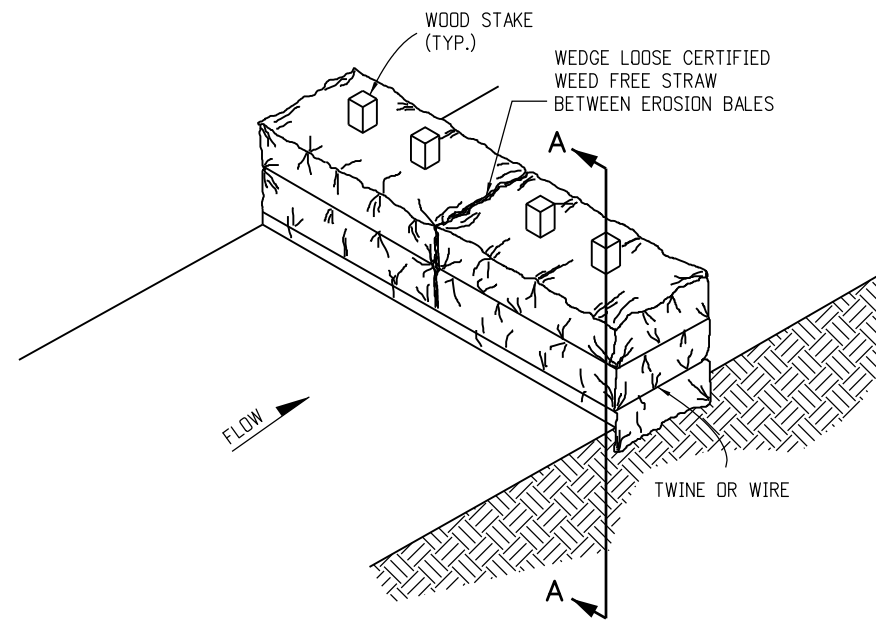 WOOD STAKE
(TYP.)
WEDGE LOOSE CERTIFIED
WEED FREE STRAW
BETWEEN EROSION BALES
A
FLOW
TWINE OR WIRE
A